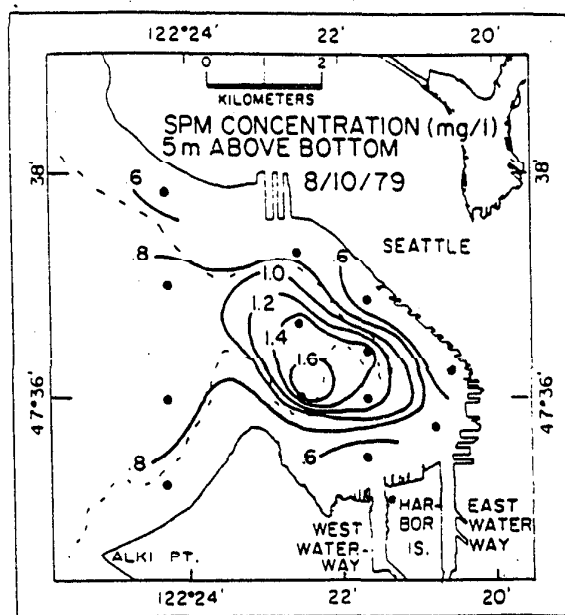 122°24' 22' 20'
0 2
KILOMETERS
SPM CONCENTRATION (mg/l)
5m ABOVE BOTTOM
8/10/79
38' 38'
.6
SEATTLE
.8 1.0 .6
1.2
1.4
1.6
47°36' 47°36'
.8 .6
WEST
WATER-
WAY
HAR-
BOR
IS.
EAST
WATER
WAY
ALKI PT.
122°24' 22' 20'